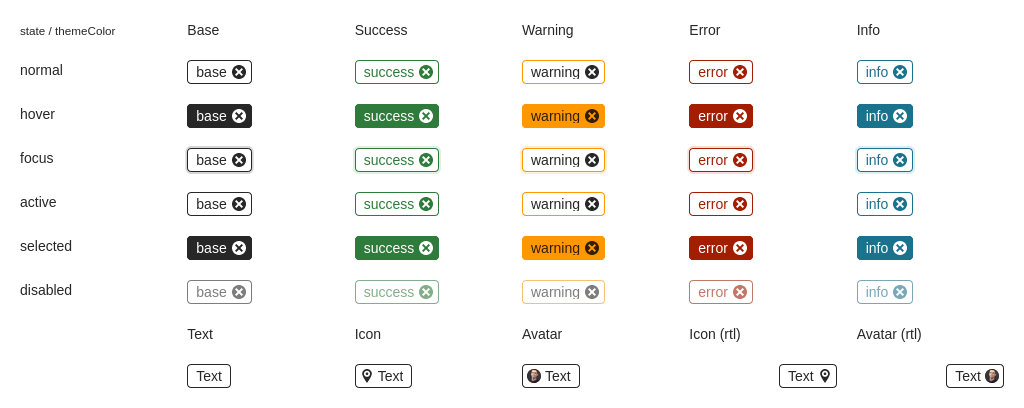 state / themeColor Base Success Warning Error Info
normal base success warning error info
hover base success warning error info
focus base success warning error info
active base success warning error info
selected base success warning error info
disabled base success warning error info
Text Icon Avatar Icon (rtl) Avatar (rtl)
Text Text Text Text Text